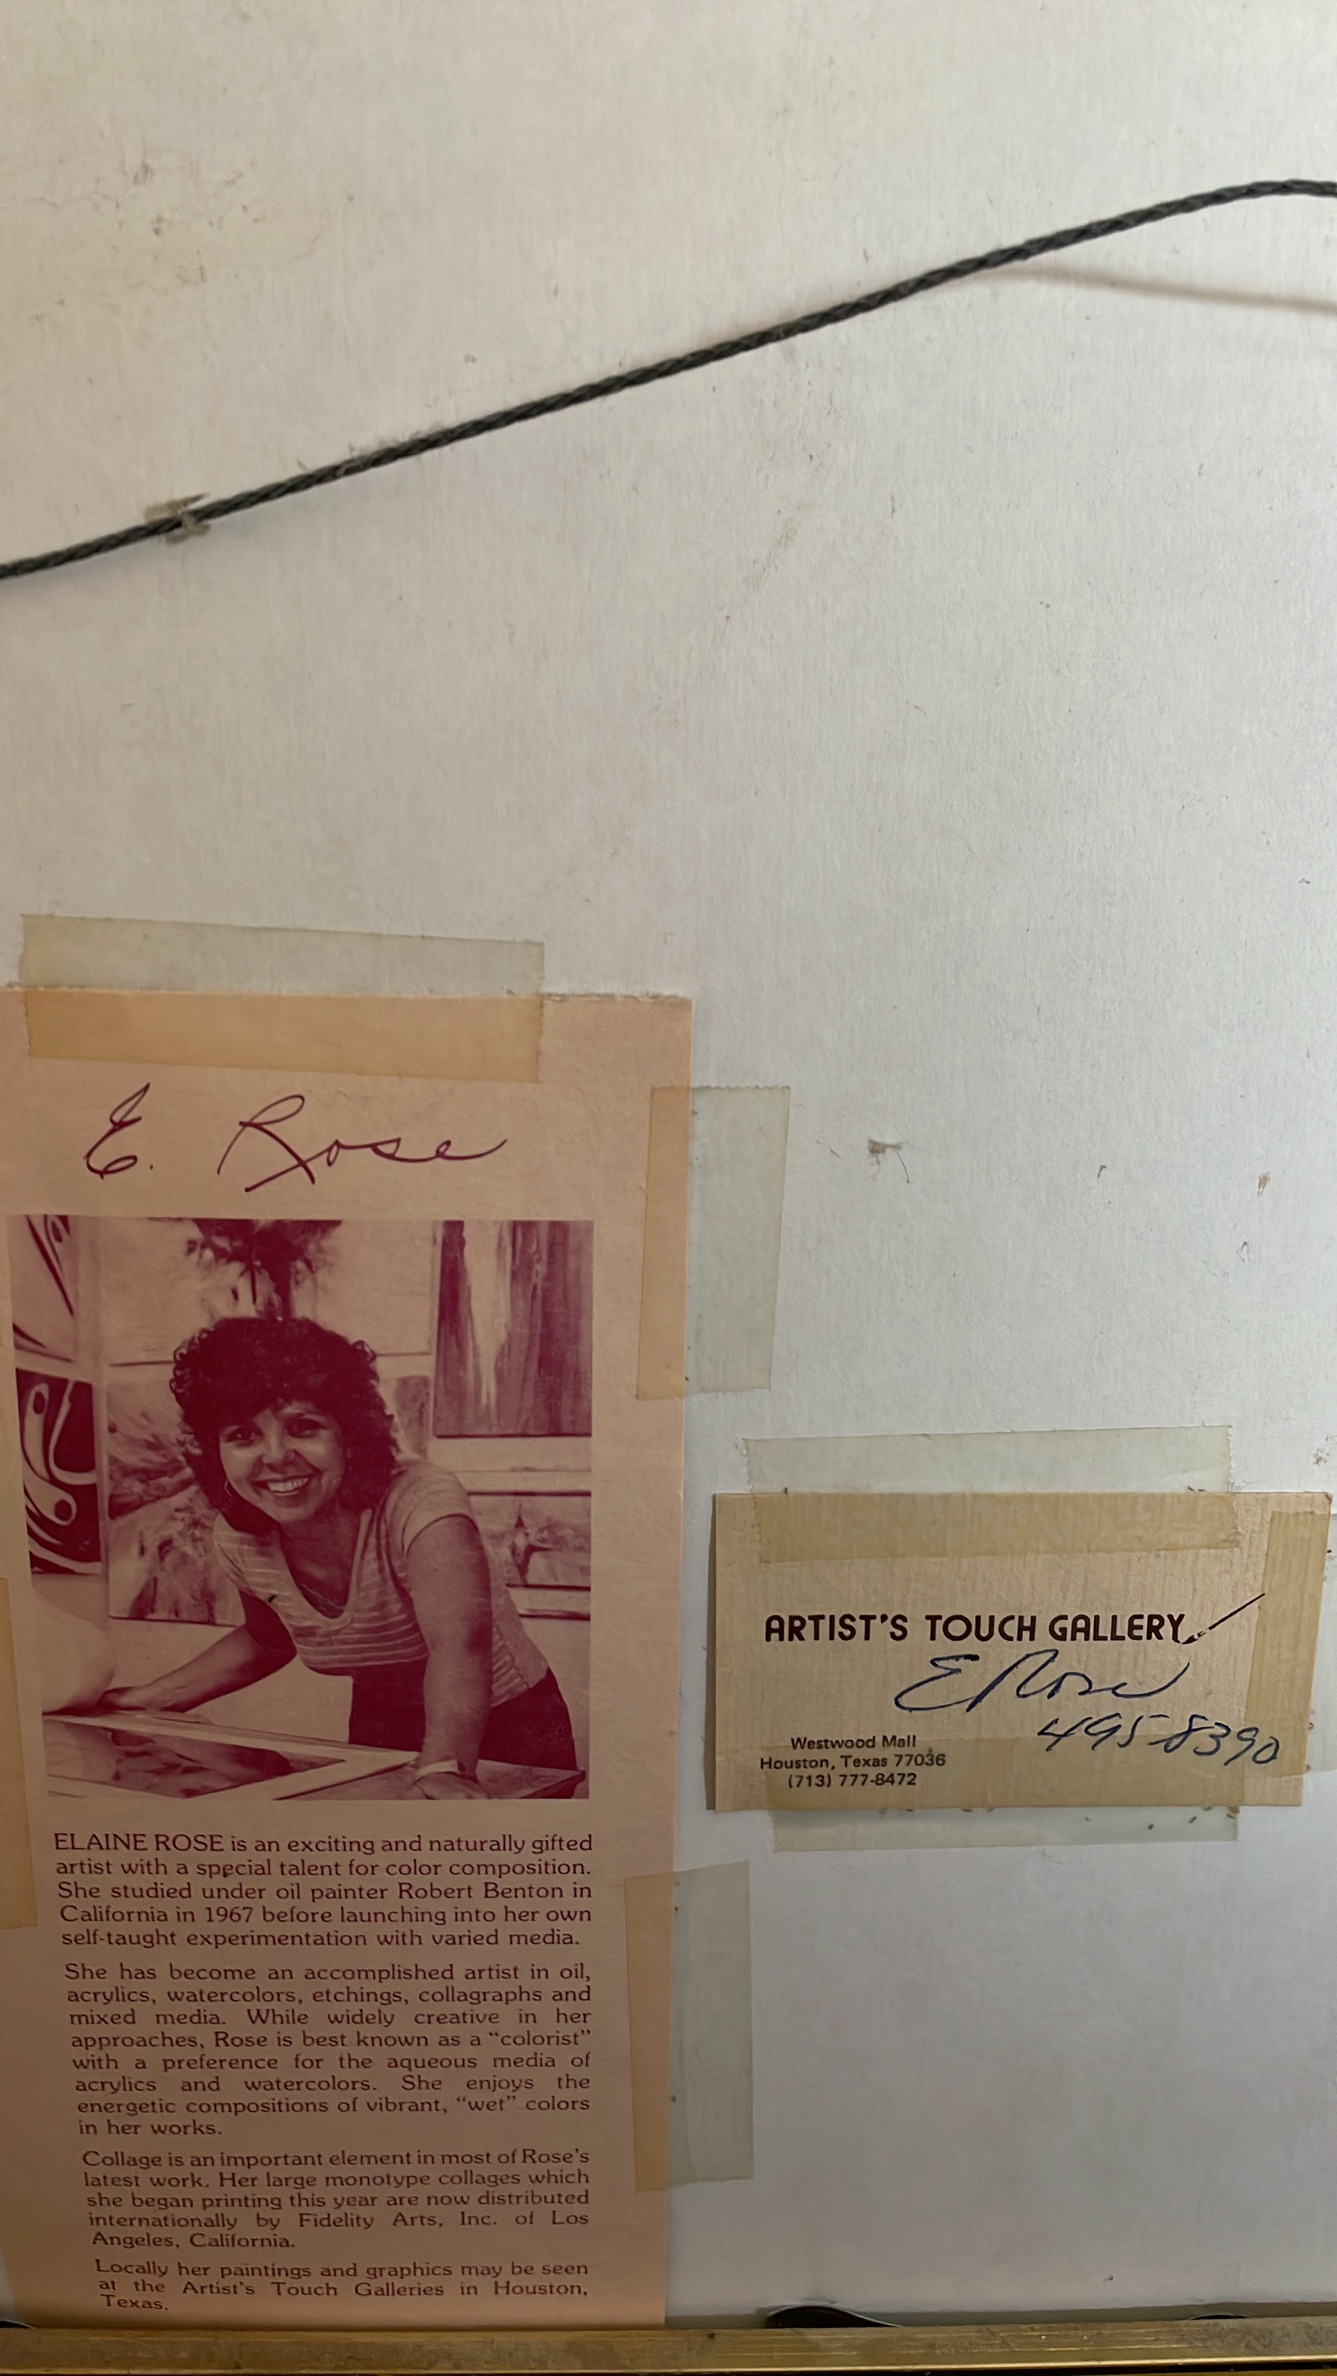 E. Rose
ELAINE ROSE is an exciting and naturally gifted
artist with a special talent for color composition.
She studied under oil painter Robert Benton in
California in 1967 before launching into her own
self-taught experimentation with varied media.
She has become an accomplished artist in oil,
acrylics, watercolors, etchings, collagraphs and
mixed media. While widely creative in her
approaches, Rose is best known as a “colorist”
with a preference for the aqueous media of
acrylics and watercolors. She enjoys the
energetic compositions of vibrant, “wet” colors
in her works.
Collage is an important element in most of Rose's
latest work. Her large monotype collages which
she began printing this year are now distributed
internationally by Fidelity Arts, Inc. of Los
Angeles, California.
Locally her paintings and graphics may be seen
at the Artist's Touch Galleries in Houston,
Texas.
ARTIST'S TOUCH GALLERY
E Rose
495-8390
Westwood Mall
Houston, Texas 77036
(713) 777-8472